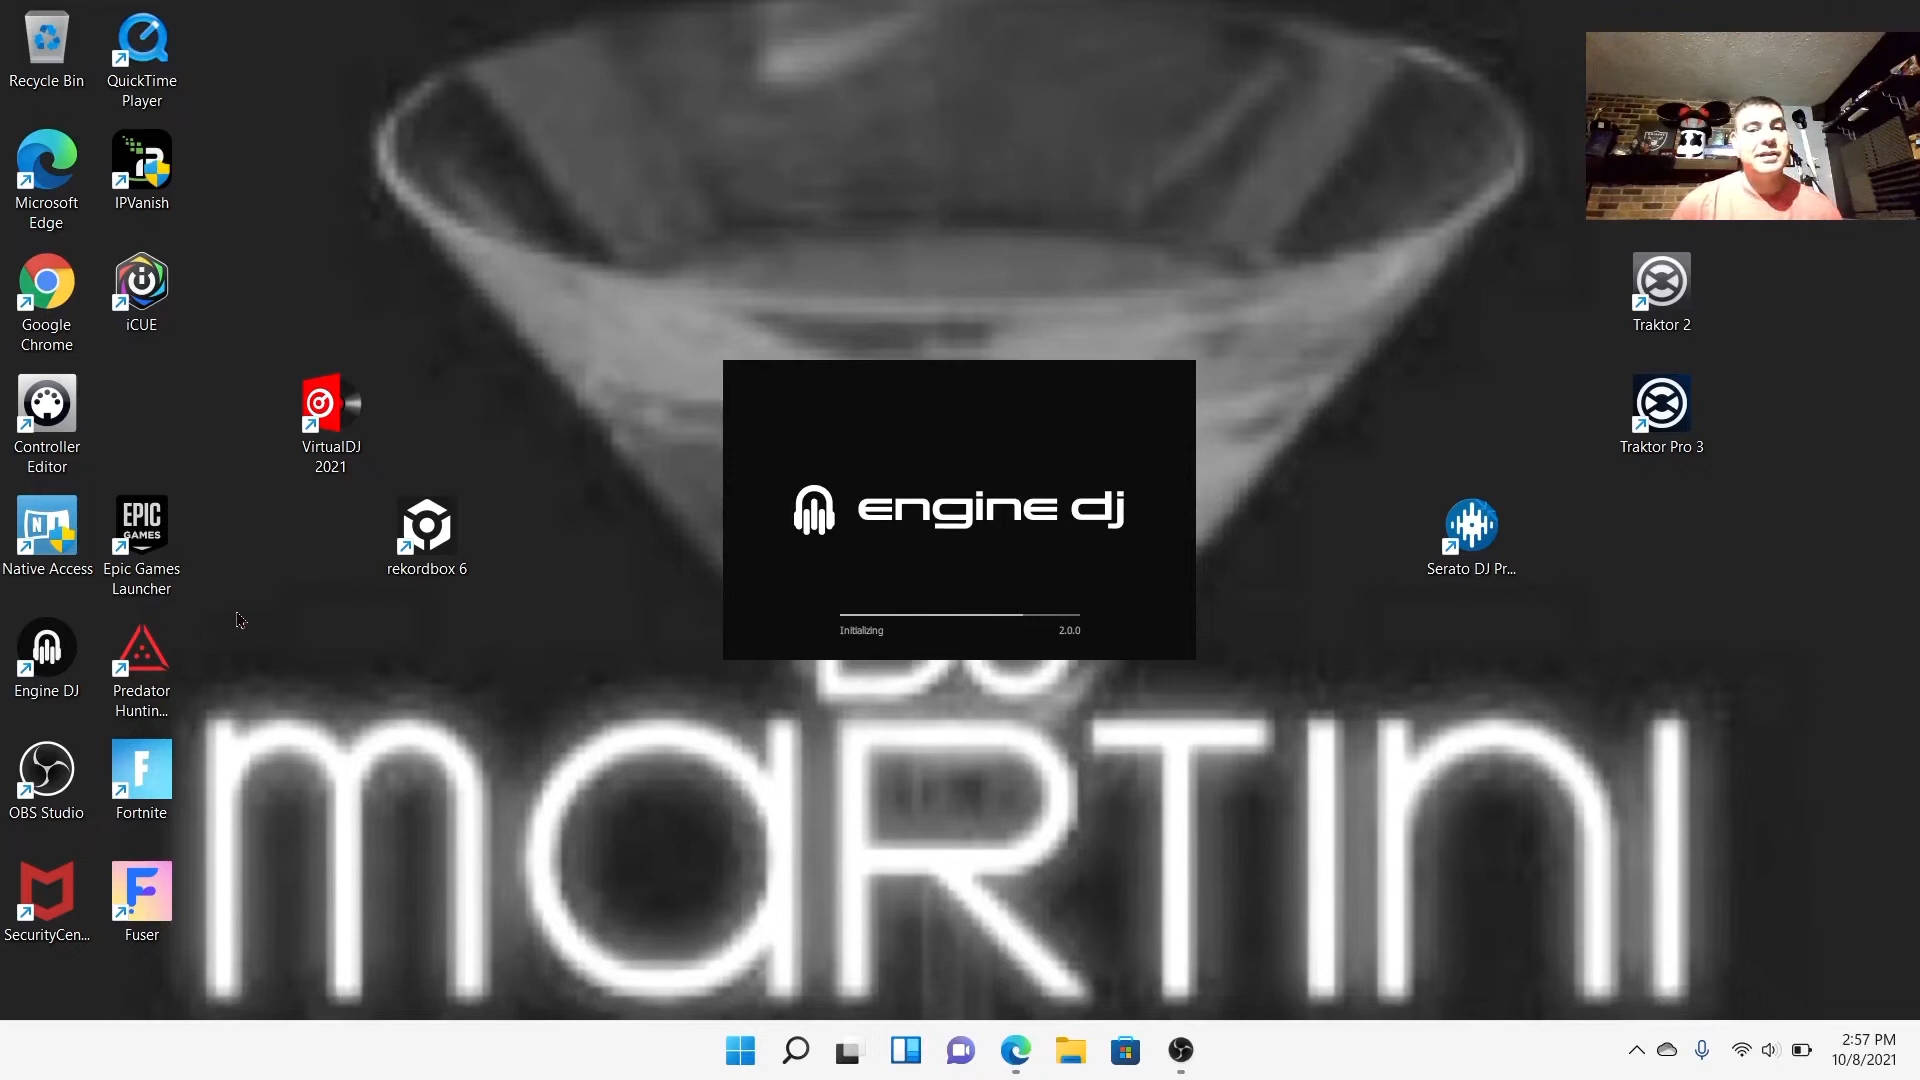 Recycle Bin
QuickTime
Player
Microsoft
Edge
IPVanish
Google
Chrome
iCUE
Traktor 2
Controller
Editor
VirtualDJ
2021
Traktor Pro 3
Native Access
EPIC
GAMES
Epic Games
Launcher
rekordbox 6
engine dj
Initializing
2.0.0
Serato DJ Pr...
Engine DJ
Predator
Huntin...
OBS Studio
Fortnite
SecurityCen...
Fuser
DJ
maRTini
2:57 PM
10/8/2021